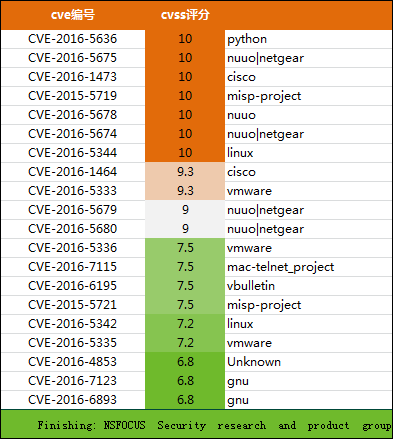 cve编号 cvss评分
CVE-2016-5636 10 python
CVE-2016-5675 10 nuuo|netgear
CVE-2016-1473 10 cisco
CVE-2015-5719 10 misp-project
CVE-2016-5678 10 nuuo
CVE-2016-5674 10 nuuo|netgear
CVE-2016-5344 10 linux
CVE-2016-1464 9.3 cisco
CVE-2016-5333 9.3 vmware
CVE-2016-5679 9 nuuo|netgear
CVE-2016-5680 9 nuuo|netgear
CVE-2016-5336 7.5 vmware
CVE-2016-7115 7.5 mac-telnet_project
CVE-2016-6195 7.5 vbulletin
CVE-2015-5721 7.5 misp-project
CVE-2016-5342 7.2 linux
CVE-2016-5335 7.2 vmware
CVE-2016-4853 6.8 Unknown
CVE-2016-7123 6.8 gnu
CVE-2016-6893 6.8 gnu
Finishing: NSFOCUS Security research and product group